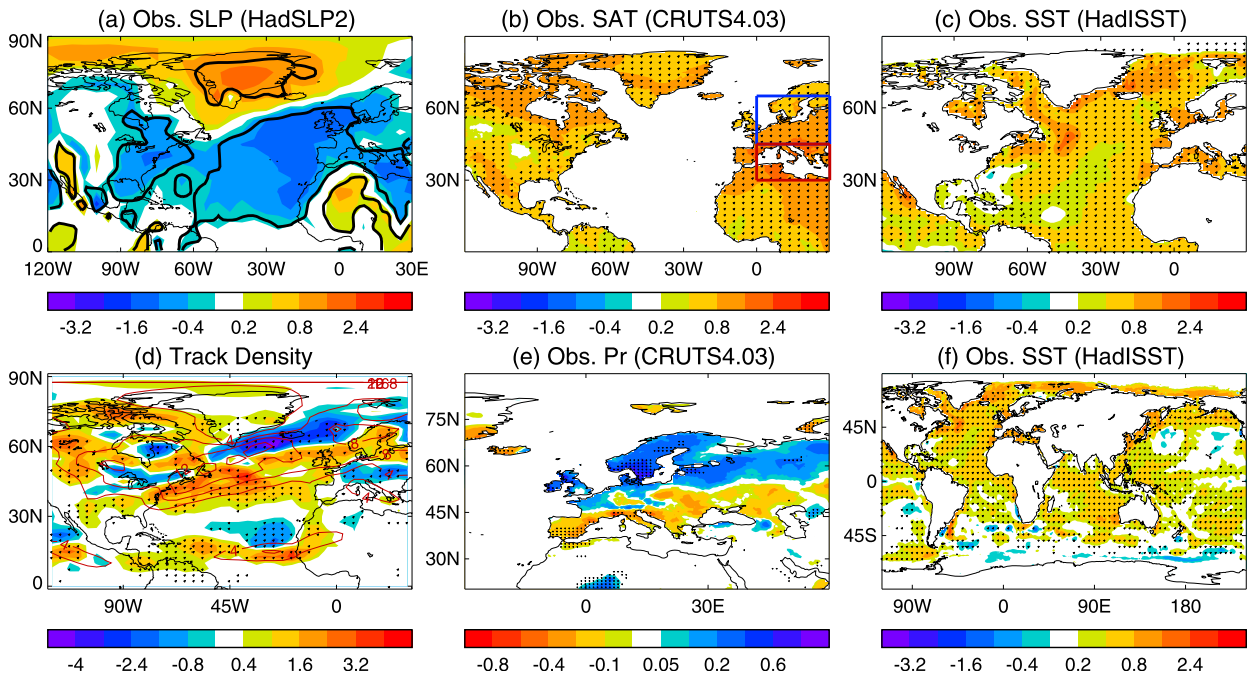 (a) Obs. SLP (HadSLP2)
(b) Obs. SAT (CRUTS4.03)
(c) Obs. SST (HadISST)
90N
60N
30N
0
120W 90W 60W 30W 0 30E
60N
30N
90W 60W 30W 0
60N
30N
90W 60W 30W 0
-3.2 -1.6 -0.4 0.2 0.8 2.4
-3.2 -1.6 -0.4 0.2 0.8 2.4
-3.2 -1.6 -0.4 0.2 0.8 2.4
(d) Track Density
(e) Obs. Pr (CRUTS4.03)
(f) Obs. SST (HadISST)
90N
60N
30N
0
90W 45W 0
75N
60N
45N
30N
0 30E
45N
0
45S
90W 0 90E 180
-4 -2.4 -0.8 0.4 1.6 3.2
-0.8 -0.4 -0.1 0.05 0.2 0.6
-3.2 -1.6 -0.4 0.2 0.8 2.4